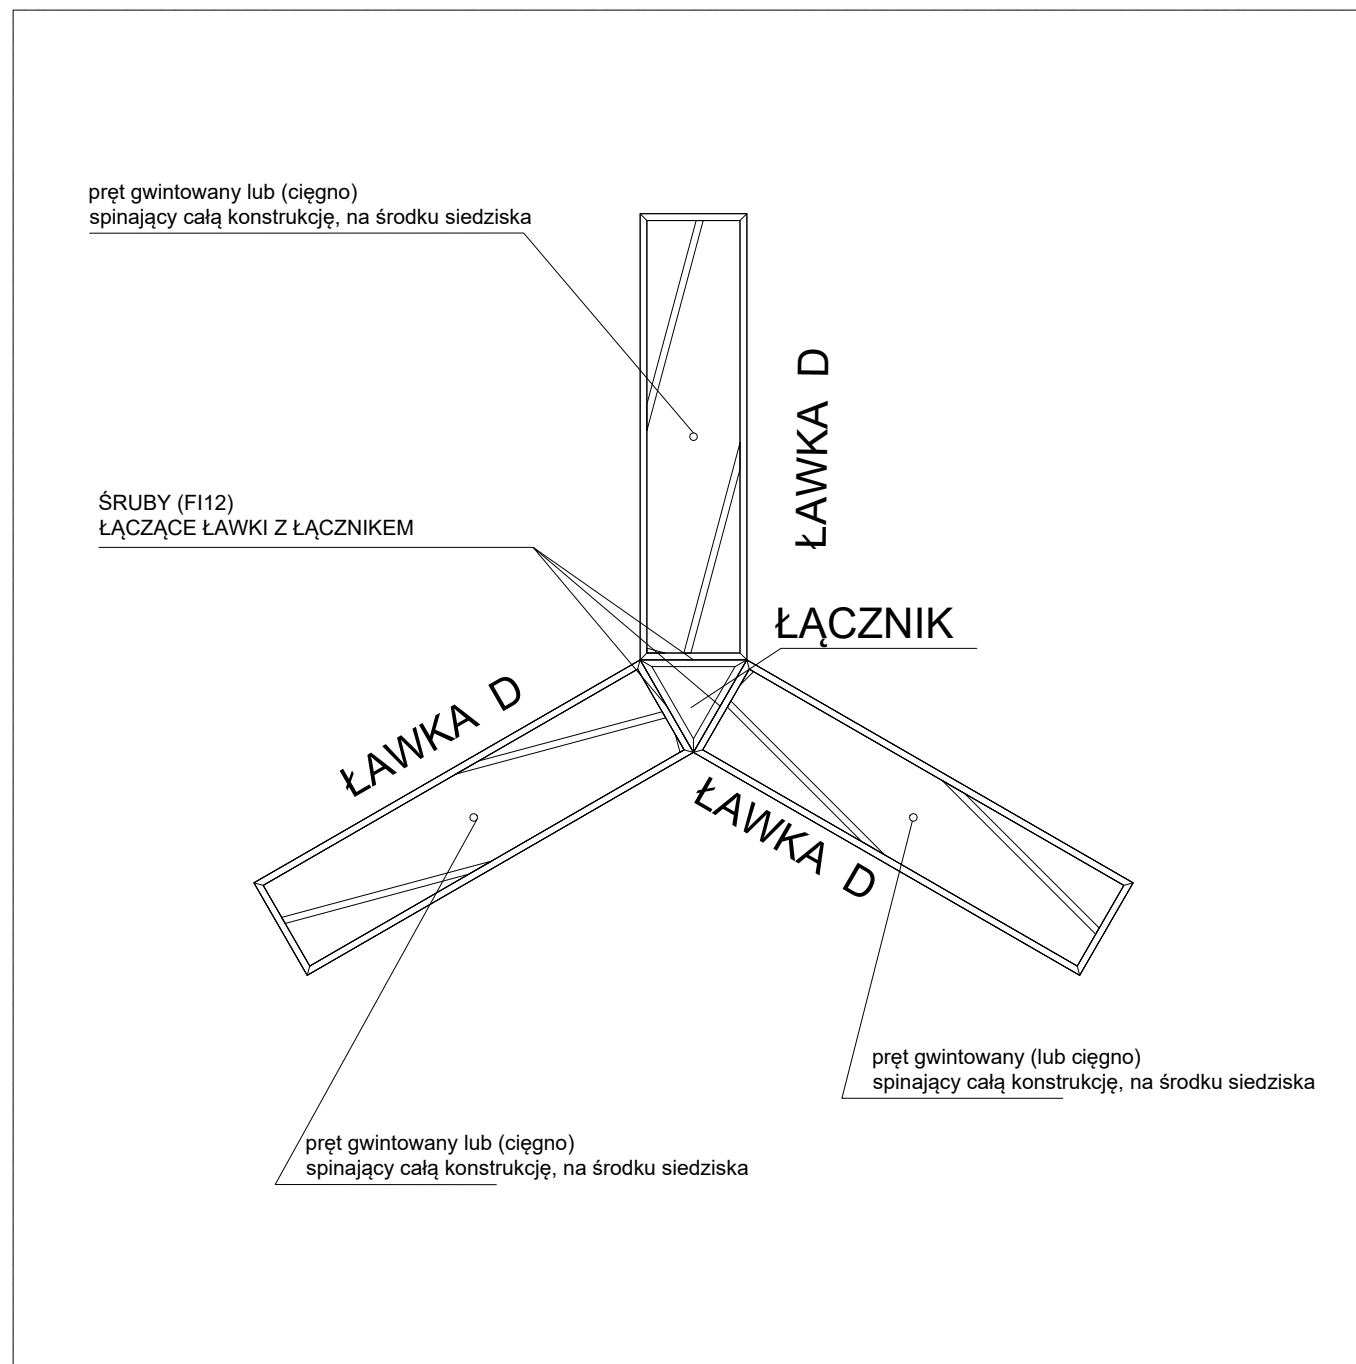 pręt gwintowany lub (cięgno)
spinający całą konstrukcję, na środku siedziska
ŁAWKA D
ŚRUBY (FI12)
ŁĄCZĄCE ŁAWKI Z ŁĄCZNIKEM
ŁĄCZNIK
ŁAWKA D
ŁAWKA D
pręt gwintowany (lub cięgno)
spinający całą konstrukcję, na środku siedziska
pręt gwintowany lub (cięgno)
spinający całą konstrukcję, na środku siedziska